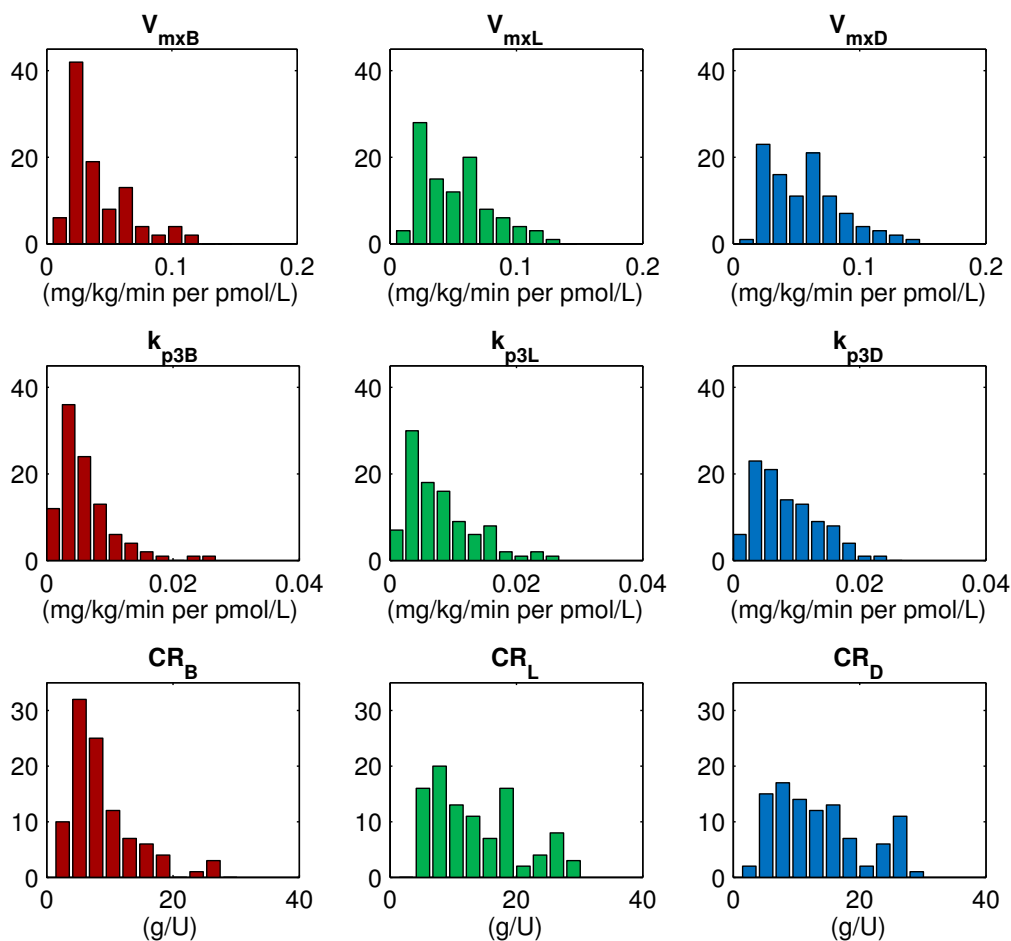 V_mxB V_mxL V_mxD
40 40 40
20 20 20
0 0 0
0 0.1 0.2 0 0.1 0.2 0 0.1 0.2
(mg/kg/min per pmol/L) (mg/kg/min per pmol/L) (mg/kg/min per pmol/L)
k_p3B k_p3L k_p3D
40 40 40
20 20 20
0 0 0
0 0.02 0.04 0 0.02 0.04 0 0.02 0.04
(mg/kg/min per pmol/L) (mg/kg/min per pmol/L) (mg/kg/min per pmol/L)
CR_B CR_L CR_D
30 30 30
20 20 20
10 10 10
0 0 0
0 20 40 0 20 40 0 20 40
(g/U) (g/U) (g/U)